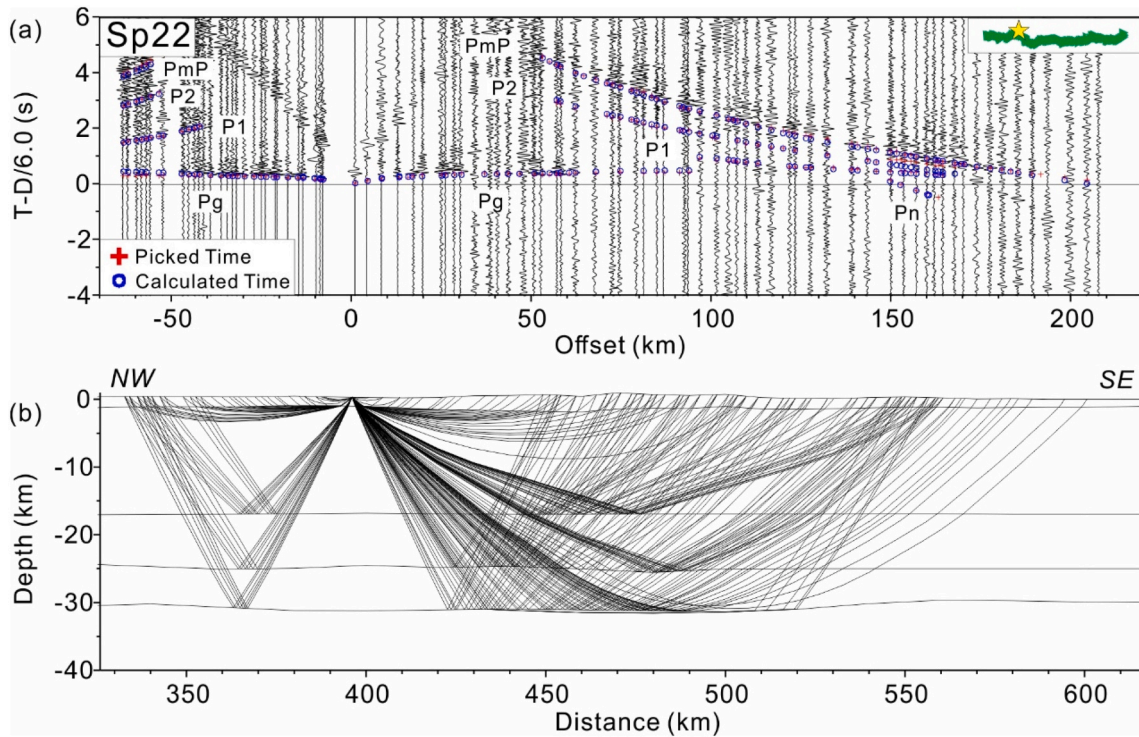 (a)
Sp22
T-D/6.0 (s)
6
4
2
0
-2
-4
PmP
P2
P1
Pg
PmP
P2
P1
Pg
Pn
Picked Time
Calculated Time
-50
0
50
100
150
200
Offset (km)
(b)
NW
SE
Depth (km)
0
-10
-20
-30
-40
350
400
450
500
550
600
Distance (km)